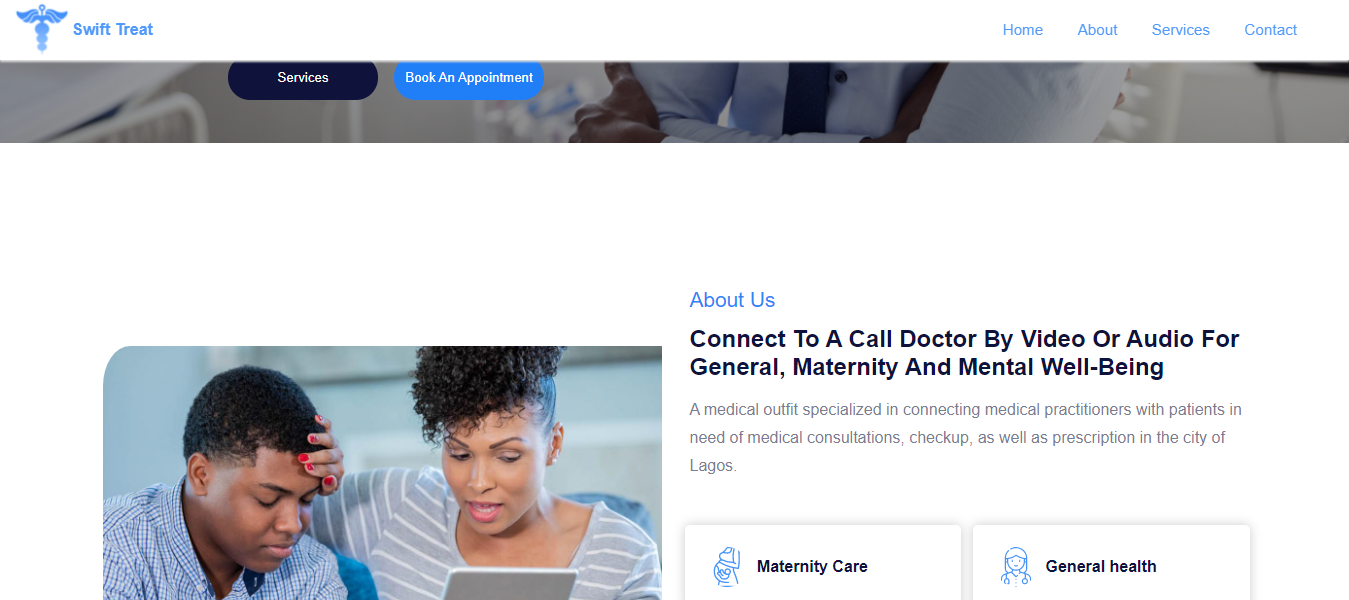 Swift Treat
Home About Services Contact
Services Book An Appointment
About Us
Connect To A Call Doctor By Video Or Audio For
General, Maternity And Mental Well-Being
A medical outfit specialized in connecting medical practitioners with patients in
need of medical consultations, checkup, as well as prescription in the city of
Lagos.
Maternity Care
General health